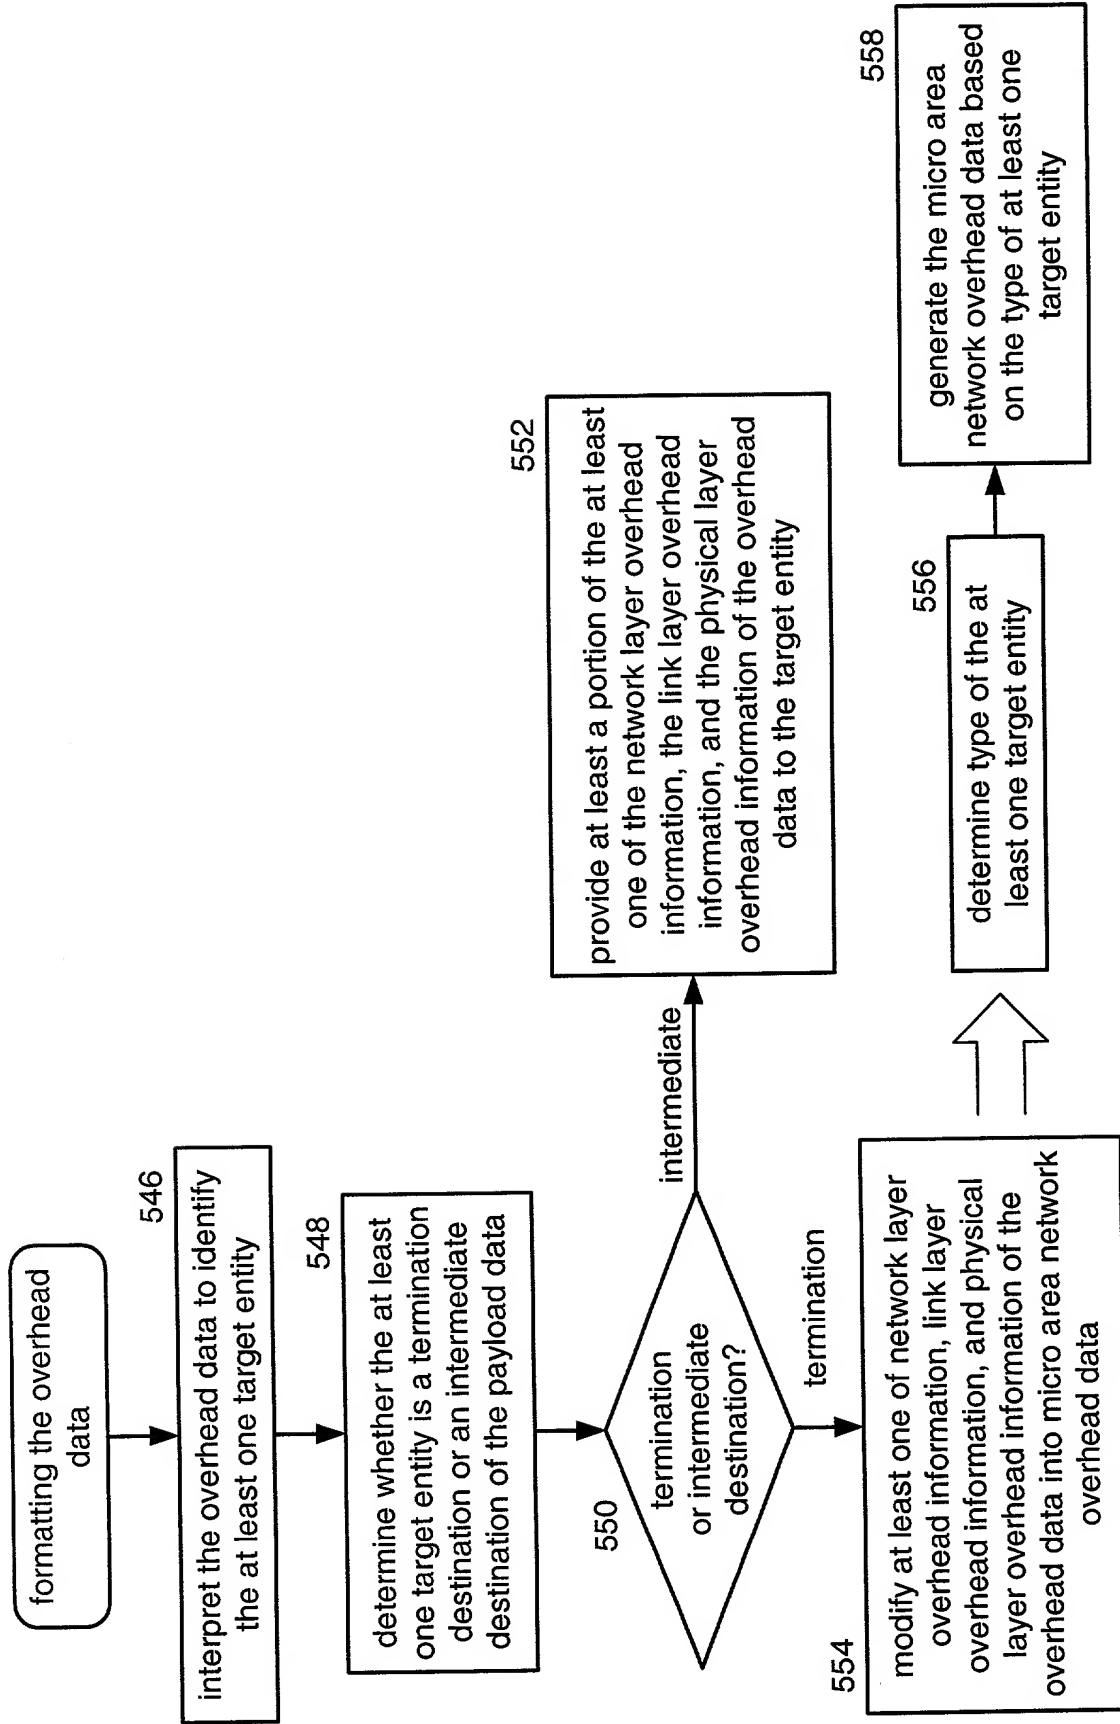 formatting the overhead
data
546
interpret the overhead data to identify
the at least one target entity
548
determine whether the at least
one target entity is a termination
destination or an intermediate
destination of the payload data
550
termination
or intermediate
destination?
intermediate
termination
552
provide at least a portion of the at least
one of the network layer overhead
information, the link layer overhead
information, and the physical layer
overhead information of the overhead
data to the target entity
554
modify at least one of network layer
overhead information, link layer
overhead information, and physical
layer overhead information of the
overhead data into micro area network
overhead data
556
determine type of the at
least one target entity
558
generate the micro area
network overhead data based
on the type of at least one
target entity